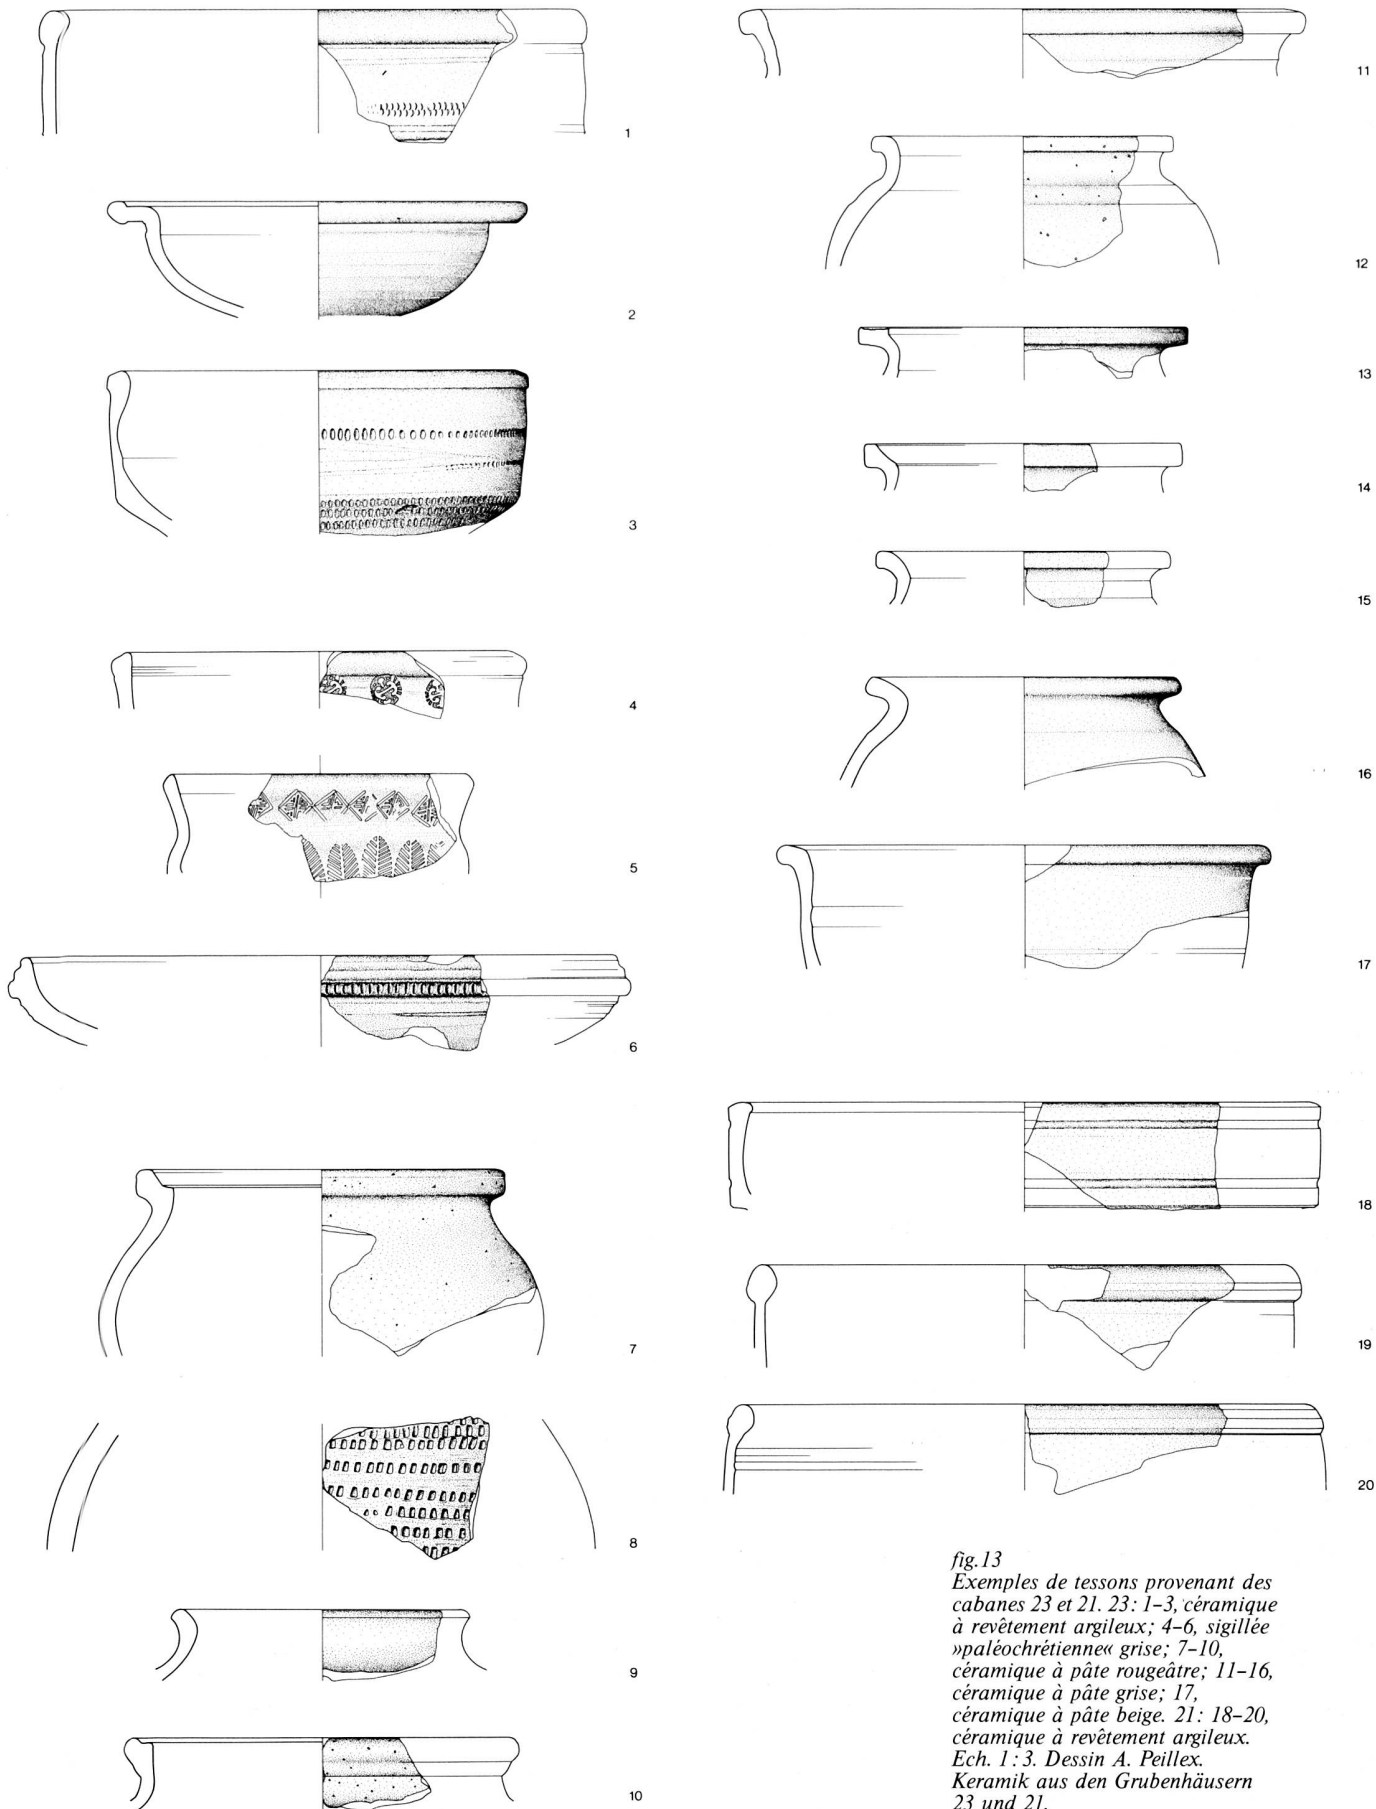 1
2
3
4
5
6
7
8
9
10
11
12
13
14
15
16
17
18
19
20
fig.13
Exemples de tessons provenant des
cabanes 23 et 21. 23: 1–3, céramique
à revêtement argileux; 4–6, sigillée
»paléochrétienne« grise; 7–10,
céramique à pâte rougeâtre; 11–16,
céramique à pâte grise; 17,
céramique à pâte beige. 21: 18–20,
céramique à revêtement argileux.
Ech. 1:3. Dessin A. Peillex.
Keramik aus den Grubenhäusern
23 und 21.